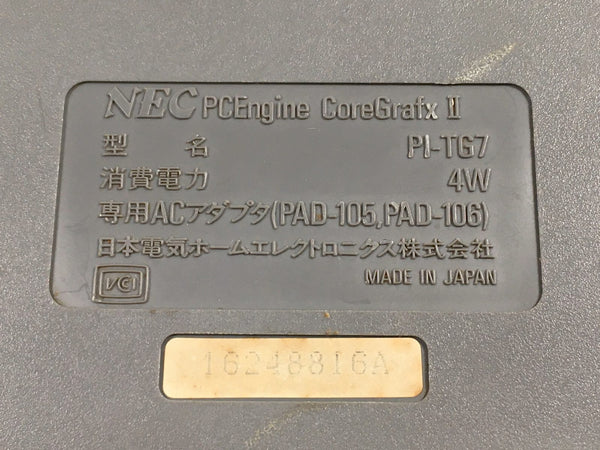 NEC PCEngine CoreGrafx II
型 名 PI-TG7
消費電力 4W
専用ACアダプタ(PAD-105,PAD-106)
日本電気ホームエレクトロニクス株式会社
VCI MADE IN JAPAN
16248816A